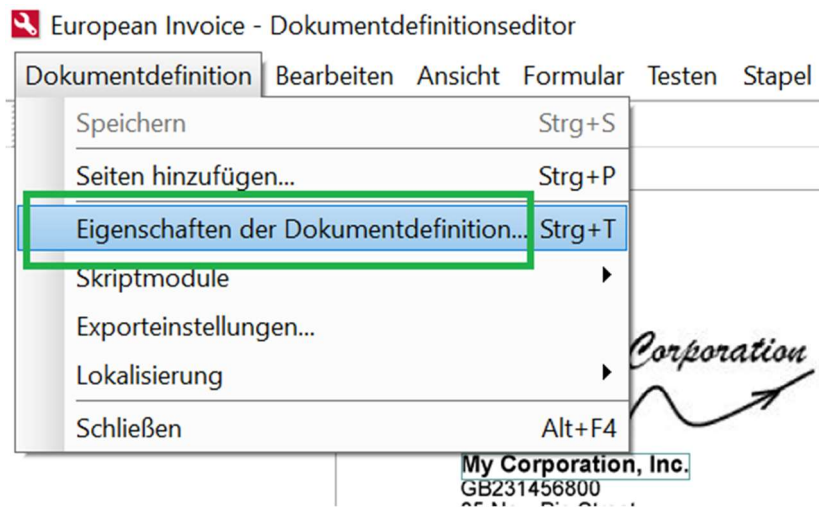 European Invoice - Dokumentdefinitionseditor
Dokumentdefinition Bearbeiten Ansicht Formular Testen Stapel
Speichern Strg+S
Seiten hinzufügen... Strg+P
Eigenschaften der Dokumentdefinition... Strg+T
Skriptmodule
Exporteinstellungen...
Corporation
Lokalisierung
Schließen Alt+F4
My Corporation, Inc.
GB231456800